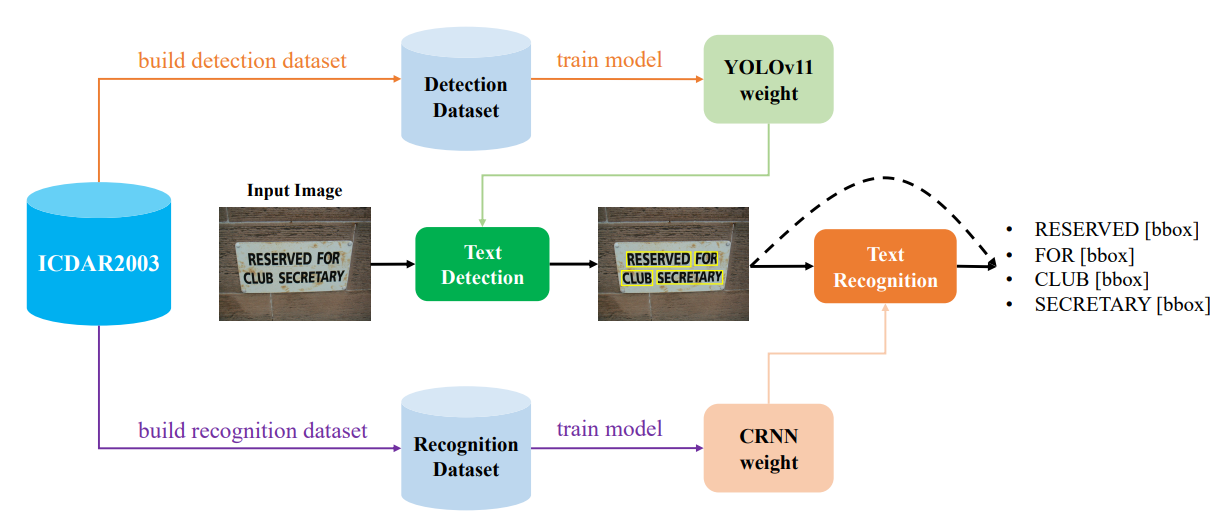 build detection dataset
Detection
Dataset
train model
YOLOv11
weight
ICDAR2003
Input Image
RESERVED FOR
CLUB SECRETARY
Text
Detection
RESERVED FOR
CLUB SECRETARY
Text
Recognition
• RESERVED [bbox]
• FOR [bbox]
• CLUB [bbox]
• SECRETARY [bbox]
build recognition dataset
Recognition
Dataset
train model
CRNN
weight